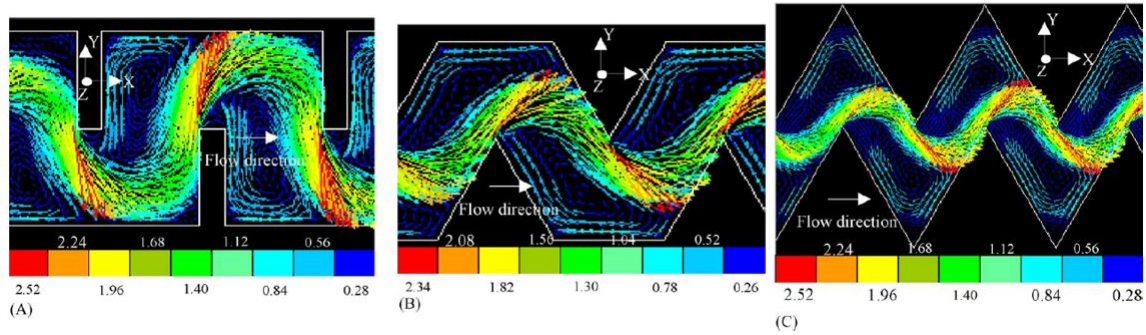 Y
X
Z
Flow direction
2.24 1.68 1.12 0.56
2.52 1.96 1.40 0.84 0.28
(A)
Y
X
Z
Flow direction
2.08 1.56 1.04 0.52
2.34 1.82 1.30 0.78 0.26
(B)
Y
X
Z
Flow direction
2.24 1.68 1.12 0.56
2.52 1.96 1.40 0.84 0.28
(C)